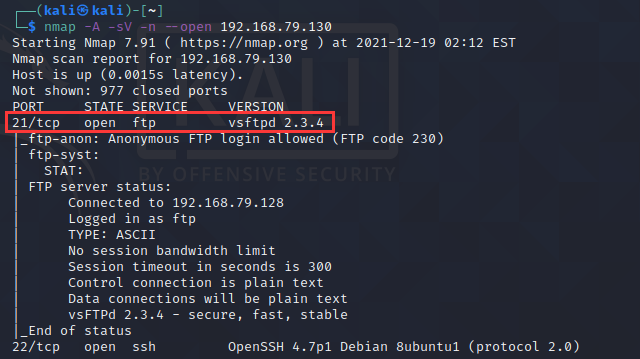 ┌──(kali㉿kali)-[~]
└─$ nmap -A -sV -n --open 192.168.79.130
Starting Nmap 7.91 ( https://nmap.org ) at 2021-12-19 02:12 EST
Nmap scan report for 192.168.79.130
Host is up (0.0015s latency).
Not shown: 977 closed ports
PORT     STATE SERVICE     VERSION
21/tcp   open  ftp         vsftpd 2.3.4
|_ftp-anon: Anonymous FTP login allowed (FTP code 230)
| ftp-syst:
|   STAT:
| FTP server status:
|      Connected to 192.168.79.128
|      Logged in as ftp
|      TYPE: ASCII
|      No session bandwidth limit
|      Session timeout in seconds is 300
|      Control connection is plain text
|      Data connections will be plain text
|      vsFTPd 2.3.4 - secure, fast, stable
|_End of status
22/tcp   open  ssh         OpenSSH 4.7p1 Debian 8ubuntu1 (protocol 2.0)
KALI
BY OFFENSIVE SECURITY